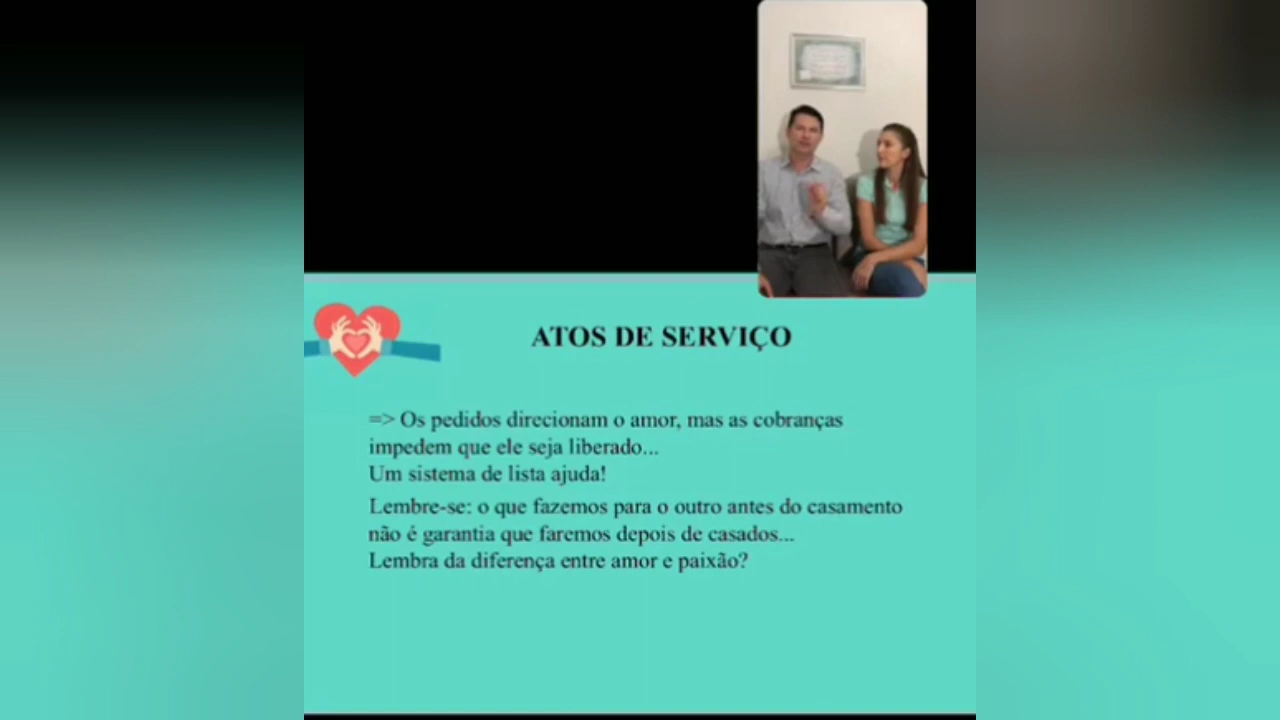 ATOS DE SERVIÇO
=> Os pedidos direcionam o amor, mas as cobranças
impedem que ele seja liberado...
Um sistema de lista ajuda!
Lembre-se: o que fazemos para o outro antes do casamento
não é garantia que faremos depois de casados...
Lembra da diferença entre amor e paixão?